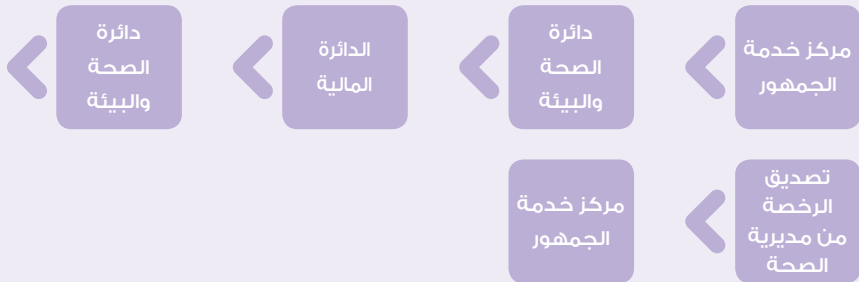 مركز خدمة
الجمهور
دائرة
الصحة
والبيئة
الدائرة
المالية
دائرة
الصحة
والبيئة
تصديق
الرخصة
من مديرية
الصحة
مركز خدمة
الجمهور